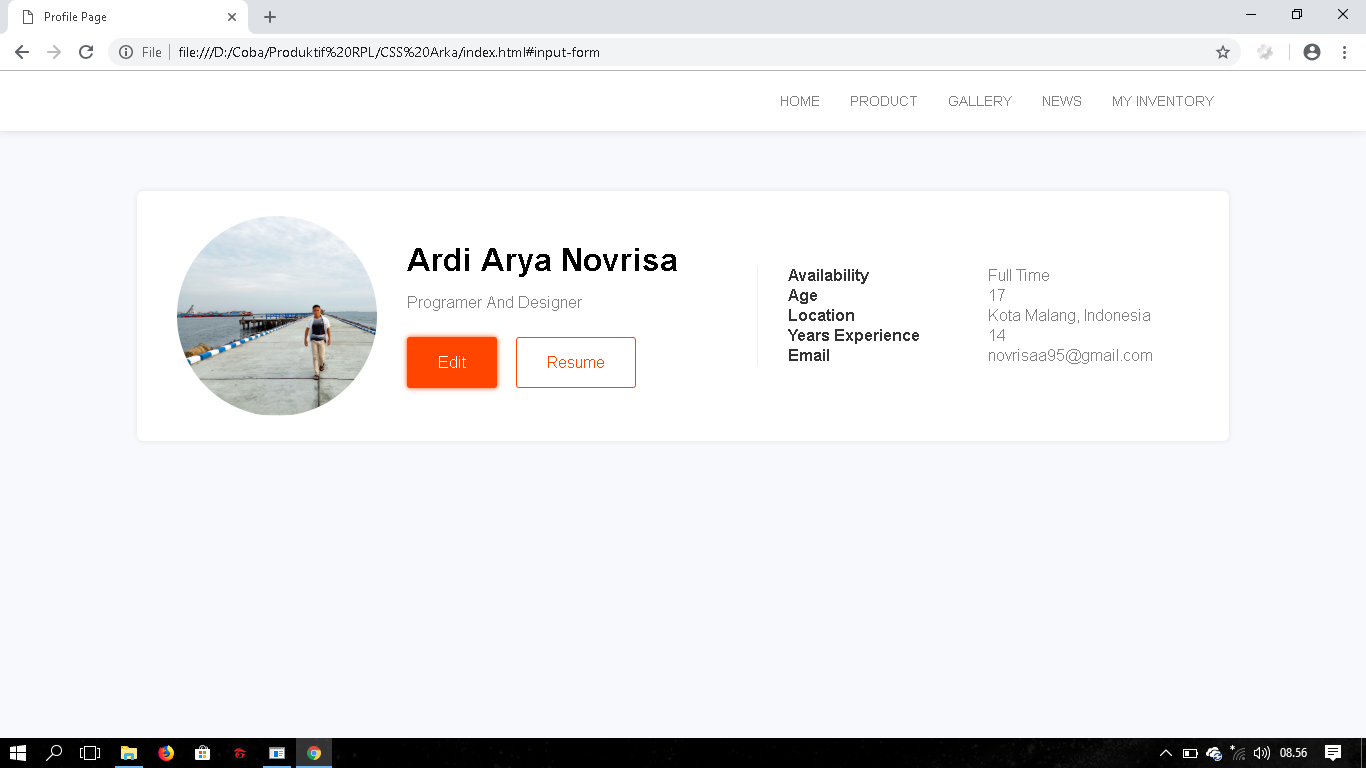 Profile Page
File file:///D:/Coba/Produktif%20RPL/CSS%20Arka/index.html#input-form
HOME PRODUCT GALLERY NEWS MY INVENTORY
Ardi Arya Novrisa
Programer And Designer
Edit Resume
Availability Full Time
Age 17
Location Kota Malang, Indonesia
Years Experience 14
Email novrisaa95@gmail.com
08.56